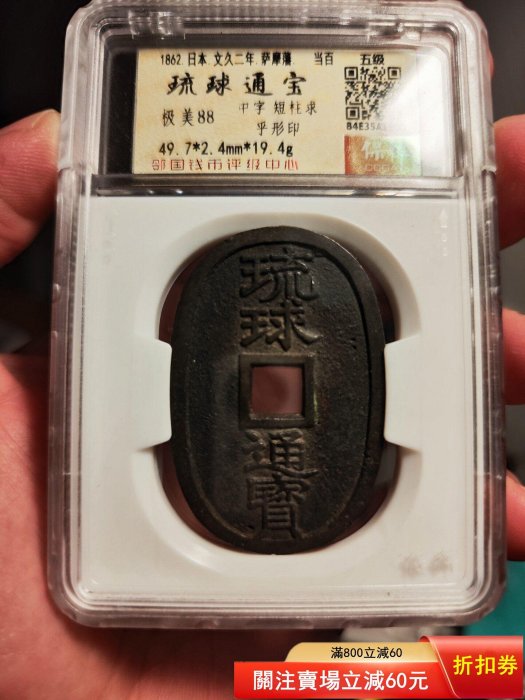 1862.日本 文久二年.萨摩藩. 当百 五级
琉球通宝
极美88 中字 短柱求
乎形印
49.7*2.4mm*19.4g
邻国钱币评级中心
琉
球
通
寳
滿800立減60
關注賣場立減60元
折扣券